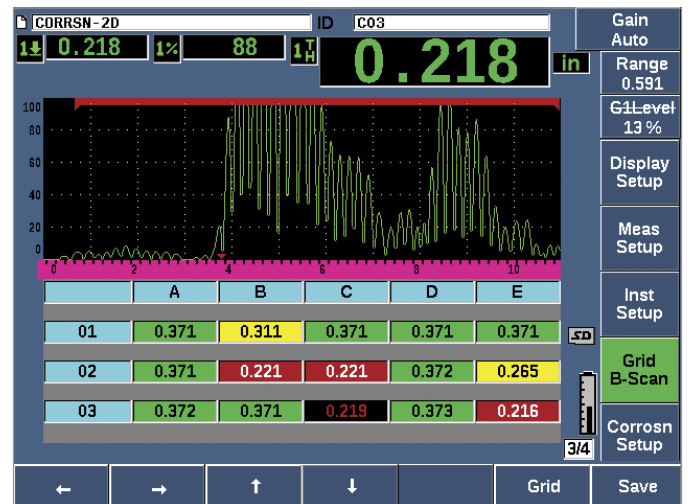 CORRSN-2D ID C03
1 0.218 1% 88 1 TH 0.218 in
Gain
Auto
Range
0.591
G1Level
13 %
Display
Setup
Meas
Setup
Inst
Setup
Grid
B-Scan
Corrosn
Setup
100
80
60
40
20
0
0 2 4 6 8 10
A B C D E
01 0.371 0.311 0.371 0.371 0.371
SD
02 0.371 0.221 0.221 0.372 0.265
03 0.372 0.371 0.219 0.373 0.216
3/4
← → ↑ ↓ Grid Save